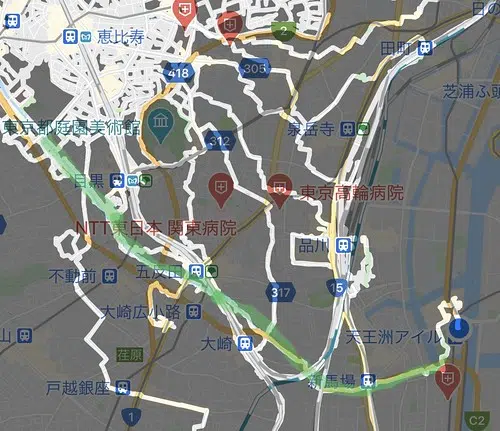 恵比寿
2
日の
田町
418
305
芝浦ふ頭
東京都庭園美術館
312
泉岳寺
目黒
東京高輪病院
NTT東日本 関東病院
品川
不動前
五反田
317
15
大崎広小路
天王洲アイル
山
大崎
荏原
戸越銀座
新馬場
1
C2